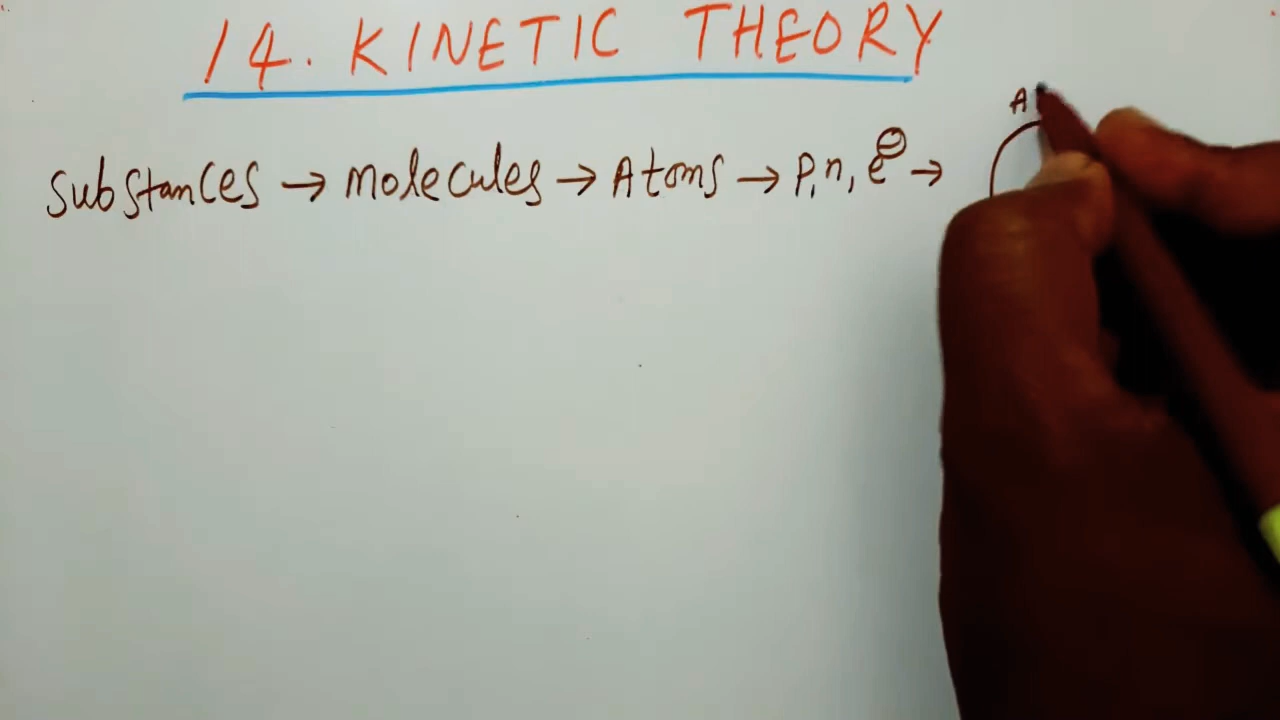 14. KINETIC THEORY
Substances → molecules → Atoms → P, n, e⊖ →
A